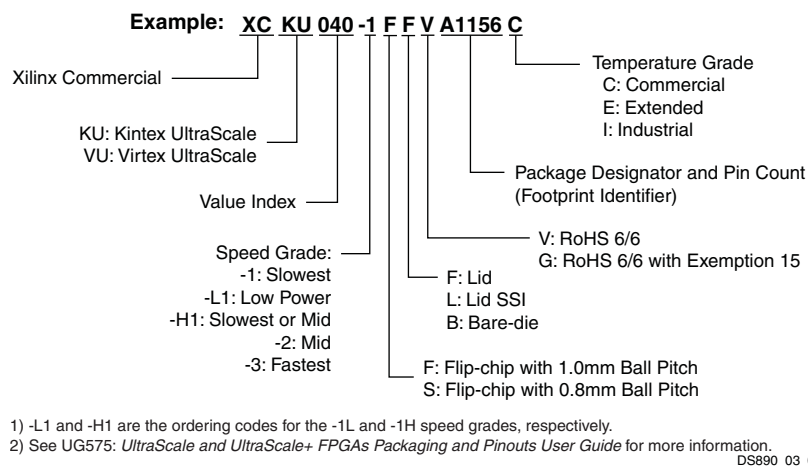 Example: XC KU 040 -1 F F V A1156 C
Xilinx Commercial
KU: Kintex UltraScale
VU: Virtex UltraScale
Value Index
Speed Grade:
-1: Slowest
-L1: Low Power
-H1: Slowest or Mid
-2: Mid
-3: Fastest
Temperature Grade
C: Commercial
E: Extended
I: Industrial
Package Designator and Pin Count
(Footprint Identifier)
V: RoHS 6/6
G: RoHS 6/6 with Exemption 15
F: Lid
L: Lid SSI
B: Bare-die
F: Flip-chip with 1.0mm Ball Pitch
S: Flip-chip with 0.8mm Ball Pitch
1) -L1 and -H1 are the ordering codes for the -1L and -1H speed grades, respectively.
2) See UG575: UltraScale and UltraScale+ FPGAs Packaging and Pinouts User Guide for more information.
DS890_03